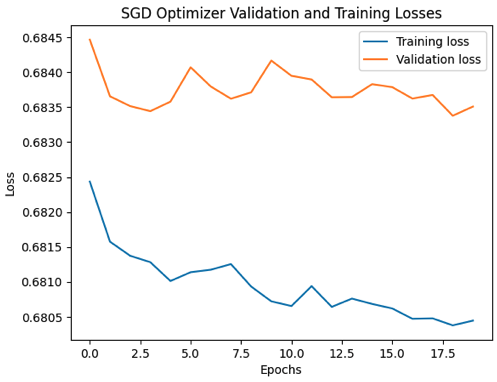 SGD Optimizer Validation and Training Losses
Training loss
Validation loss
0.6845
0.6840
0.6835
0.6830
0.6825
0.6820
0.6815
0.6810
0.6805
Loss
0.0 2.5 5.0 7.5 10.0 12.5 15.0 17.5
Epochs